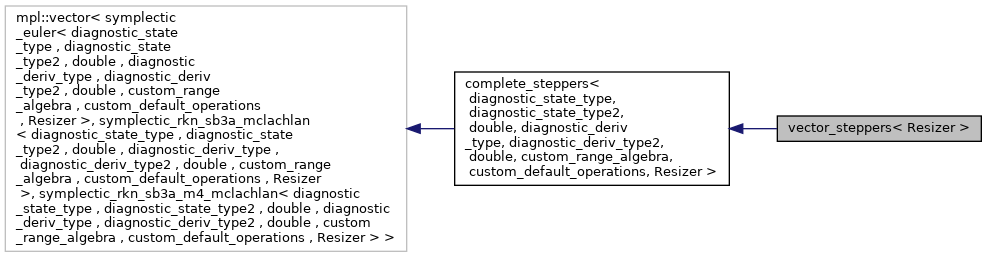 mpl::vector< symplectic
_euler< diagnostic_state
_type , diagnostic_state
_type2 , double , diagnostic
_deriv_type , diagnostic_deriv
_type2 , double , custom_range
_algebra , custom_default_operations
 , Resizer >, symplectic_rkn_sb3a_mclachlan
< diagnostic_state_type , diagnostic_state
_type2 , double , diagnostic_deriv_type ,
 diagnostic_deriv_type2 , double , custom_range
_algebra , custom_default_operations , Resizer
 >, symplectic_rkn_sb3a_m4_mclachlan< diagnostic
_state_type , diagnostic_state_type2 , double , diagnostic
_deriv_type , diagnostic_deriv_type2 , double , custom
_range_algebra , custom_default_operations , Resizer > >
complete_steppers<
 diagnostic_state_type,
 diagnostic_state_type2,
 double, diagnostic_deriv
_type, diagnostic_deriv_type2,
 double, custom_range_algebra,
 custom_default_operations, Resizer >
vector_steppers< Resizer >